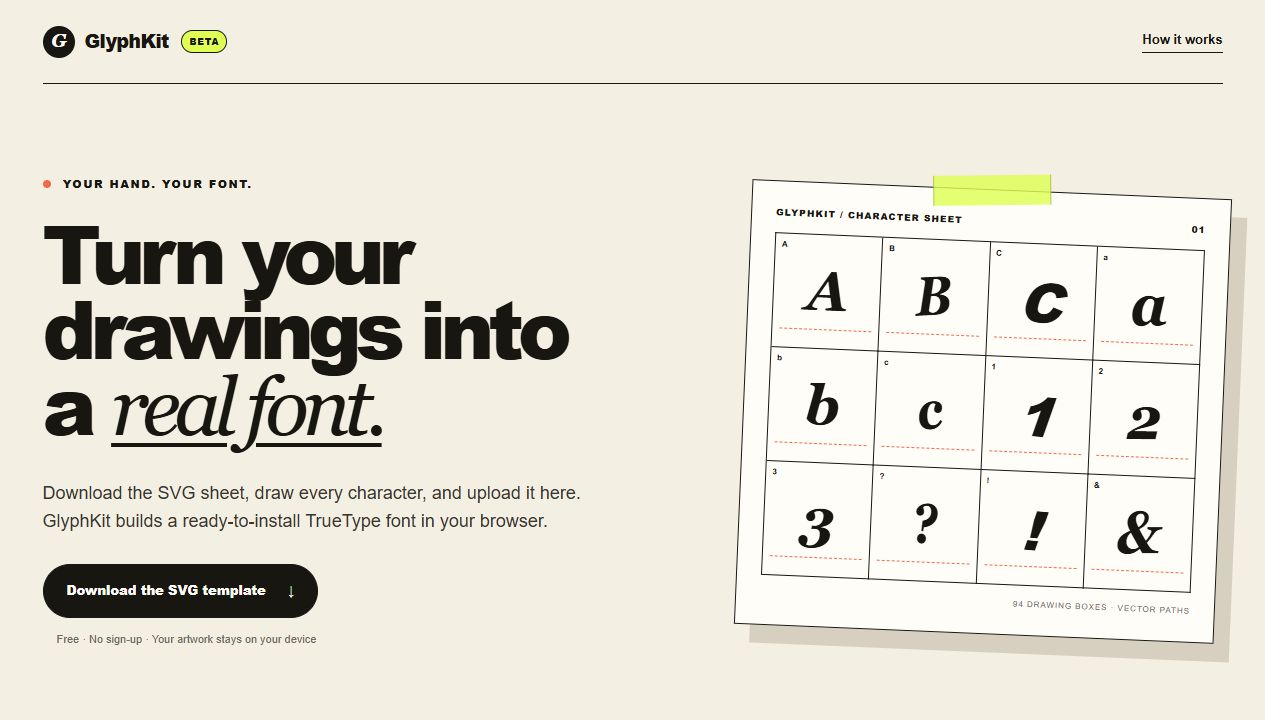 G GlyphKit BETA
How it works
YOUR HAND. YOUR FONT.
Turn your
drawings into
a real font.
Download the SVG sheet, draw every character, and upload it here.
GlyphKit builds a ready-to-install TrueType font in your browser.
Download the SVG template ↓
Free · No sign-up · Your artwork stays on your device
GLYPHKIT / CHARACTER SHEET 01
A B C a
A B C a
b c 1 2
b c 1 2
3 ? ! &
3 ? ! &
94 DRAWING BOXES · VECTOR PATHS